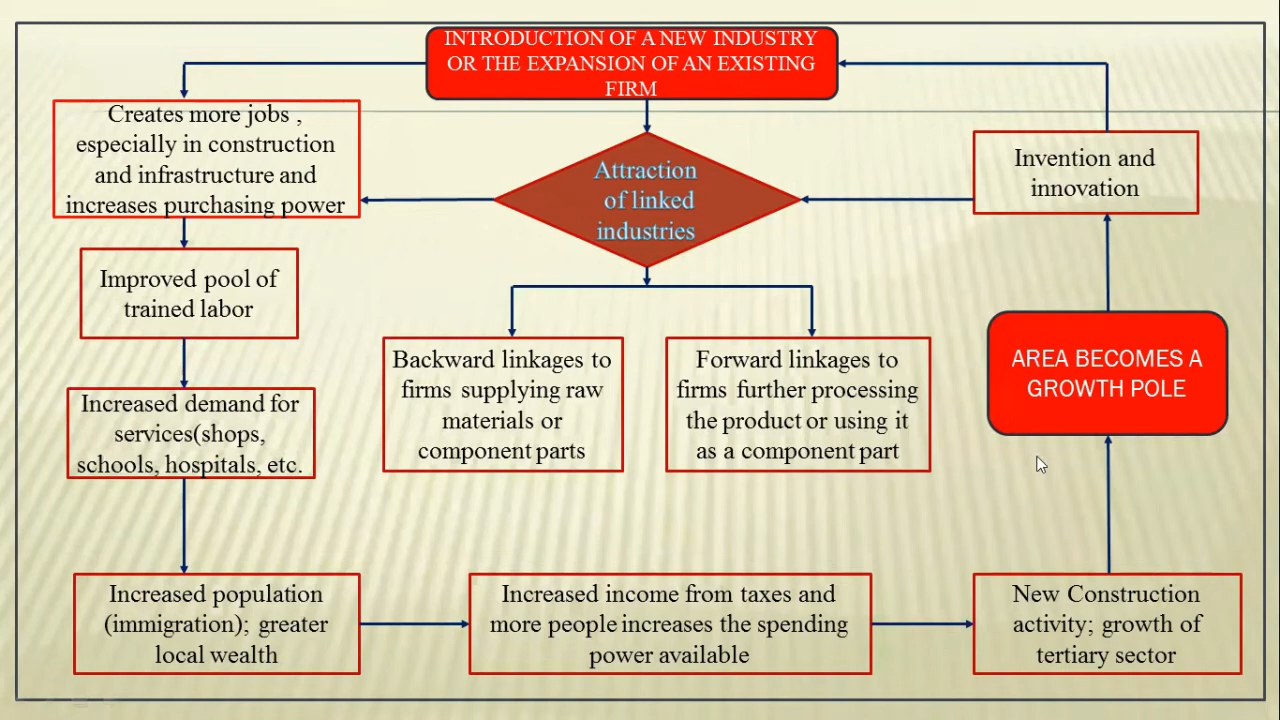 INTRODUCTION OF A NEW INDUSTRY
OR THE EXPANSION OF AN EXISTING
FIRM
Creates more jobs ,
especially in construction
and infrastructure and
increases purchasing power
Attraction
of linked
industries
Invention and
innovation
Improved pool of
trained labor
Backward linkages to
firms supplying raw
materials or
component parts
Forward linkages to
firms further processing
the product or using it
as a component part
AREA BECOMES A
GROWTH POLE
Increased demand for
services(shops,
schools, hospitals, etc.
Increased population
(immigration); greater
local wealth
Increased income from taxes and
more people increases the spending
power available
New Construction
activity; growth of
tertiary sector